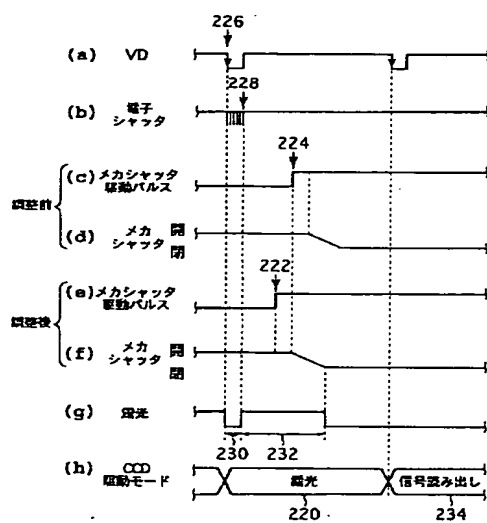 226
(a) VD
228
(b) 電子
シャッタ
224
(c) メカシャッタ
駆動パルス
調整前
(d) メカ
シャッタ
開
閉
222
(e) メカシャッタ
駆動パルス
調整後
(f) メカ
シャッタ
開
閉
(g) 露光
230 232
(h) CCD
駆動モード
露光
信号読み出し
220
234